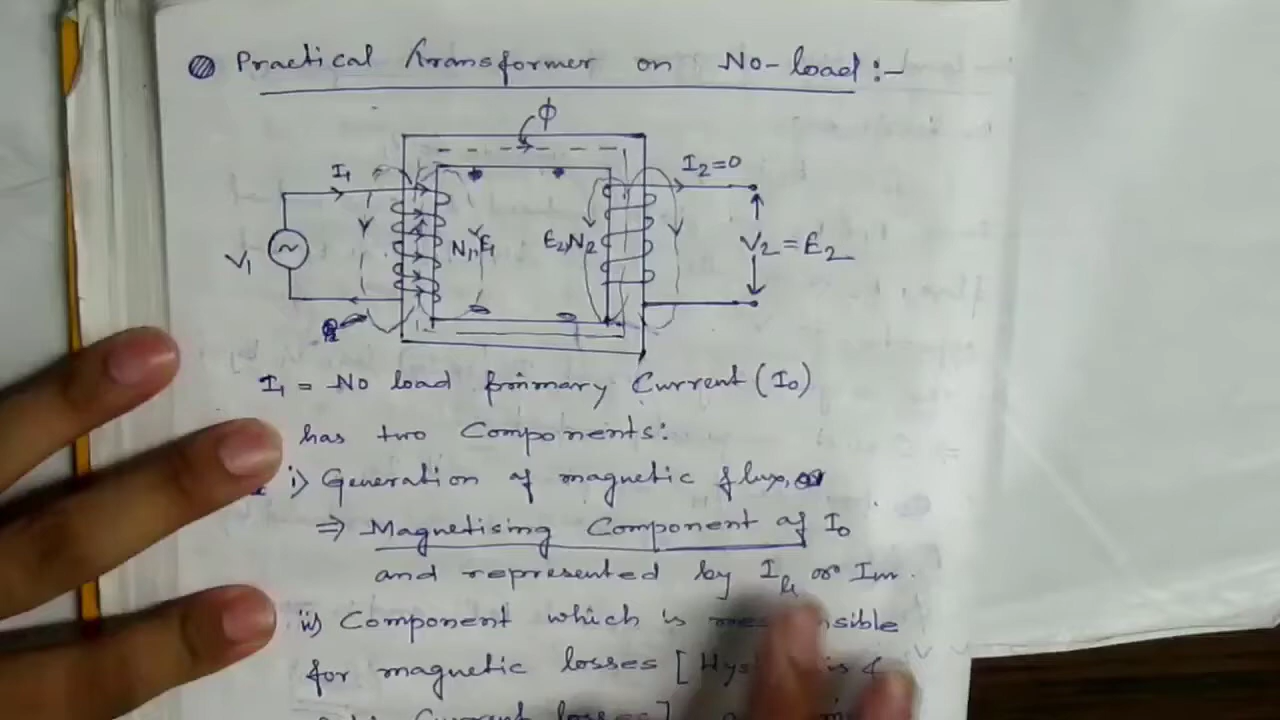 Practical transformer on No-load:-
ϕ
I1
I2=0
V1
N1, E1
E2, N2
V2 = E2
I1 = No load primary Current (I0)
has two Components:
i) Generation of magnetic flux,
⇒ Magnetising Component of I0
and represented by Iμ or Im.
ii) Component which is
for magnetic losses [
Current losses]